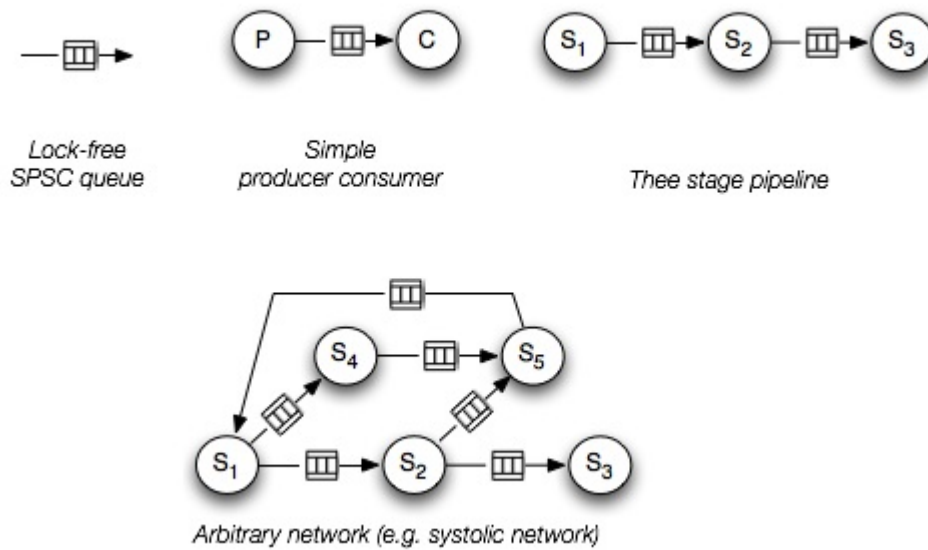 P C S₁ S₂ S₃
Lock-free
SPSC queue
Simple
producer consumer
Thee stage pipeline
S₄ S₅
S₁ S₂ S₃
Arbitrary network (e.g. systolic network)